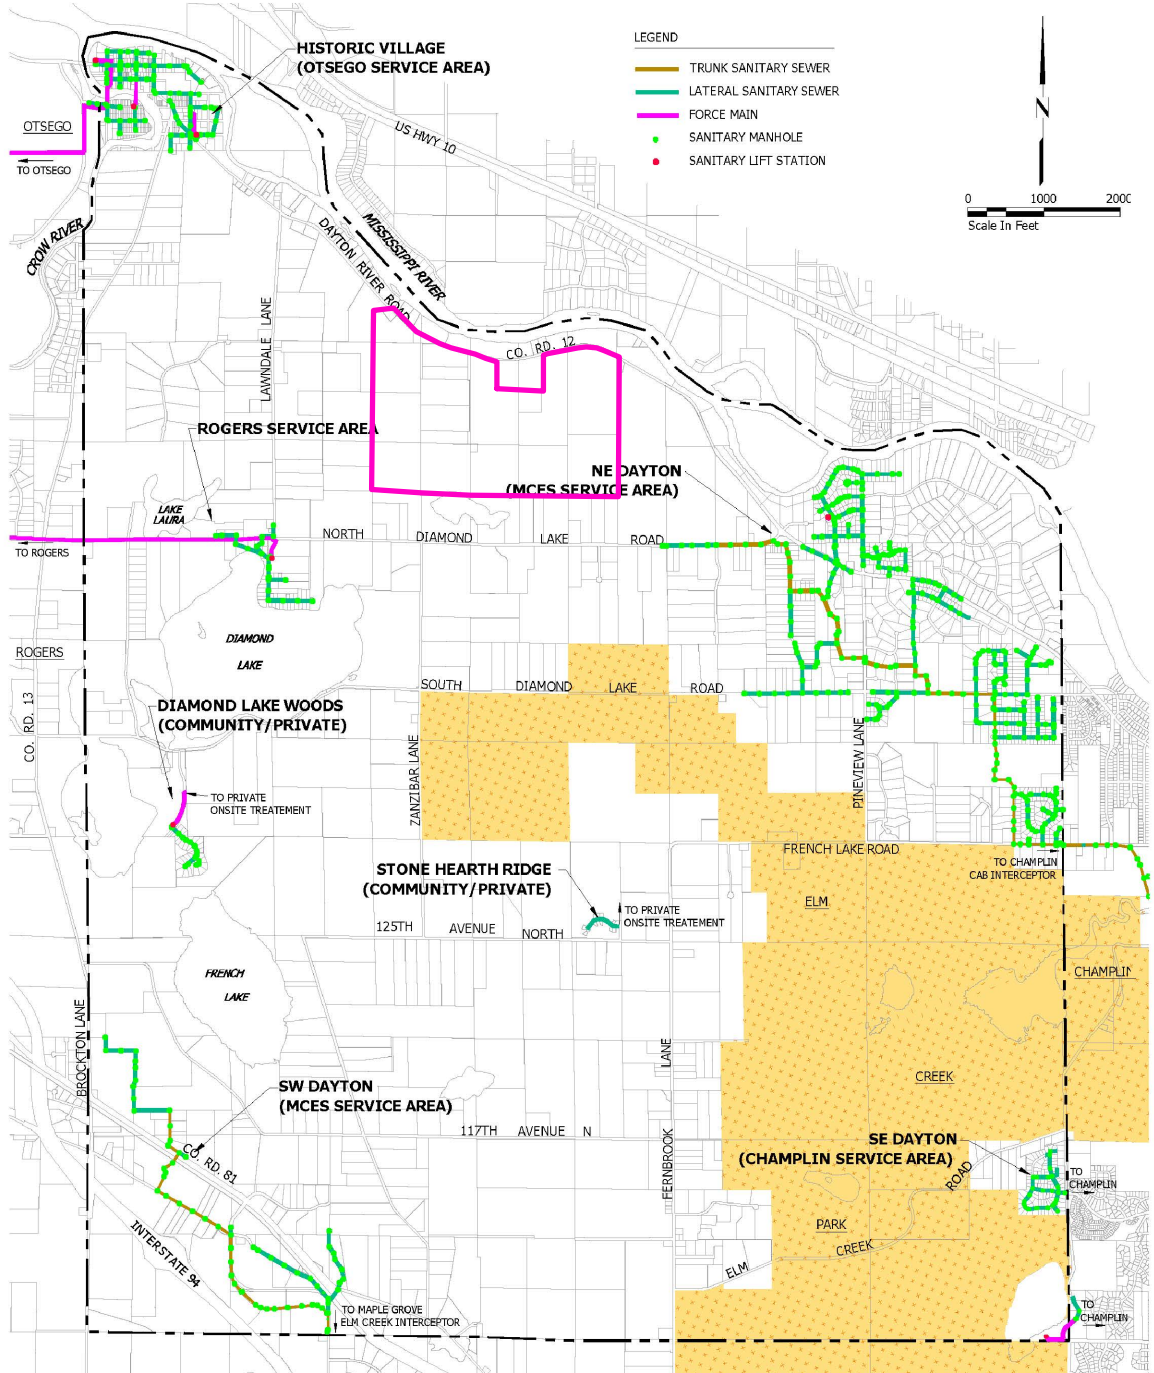 LEGEND
TRUNK SANITARY SEWER
LATERAL SANITARY SEWER
FORCE MAIN
SANITARY MANHOLE
SANITARY LIFT STATION
N
0 1000 2000
Scale In Feet
HISTORIC VILLAGE
(OTSEGO SERVICE AREA)
OTSEGO
TO OTSEGO
US HWY 10
CROW RIVER
MISSISSIPPI RIVER
DAYTON RIVER ROAD
LAWNDALE LANE
CO. RD. 12
ROGERS SERVICE AREA
NE DAYTON
(MCES SERVICE AREA)
LAKE
LAURA
TO ROGERS
NORTH DIAMOND LAKE ROAD
DIAMOND
LAKE
ROGERS
CO. RD. 13
SOUTH DIAMOND LAKE ROAD
DIAMOND LAKE WOODS
(COMMUNITY/PRIVATE)
ZANZIBAR LANE
PINEVIEW LANE
TO PRIVATE
ONSITE TREATEMENT
FRENCH LAKE ROAD
TO CHAMPLIN
CAB INTERCEPTOR
STONE HEARTH RIDGE
(COMMUNITY/PRIVATE)
ELM
TO PRIVATE
ONSITE TREATEMENT
125TH AVENUE NORTH
FRENCH
LAKE
CHAMPLIN
BROCKTON LANE
LANE
CREEK
SW DAYTON
(MCES SERVICE AREA)
117TH AVENUE N
SE DAYTON
(CHAMPLIN SERVICE AREA)
CO. RD. 81
FERNBROOK
ROAD
TO
CHAMPLIN
PARK
CREEK
ELM
INTERSTATE 94
TO MAPLE GROVE
ELM CREEK INTERCEPTOR
TO
CHAMPLIN